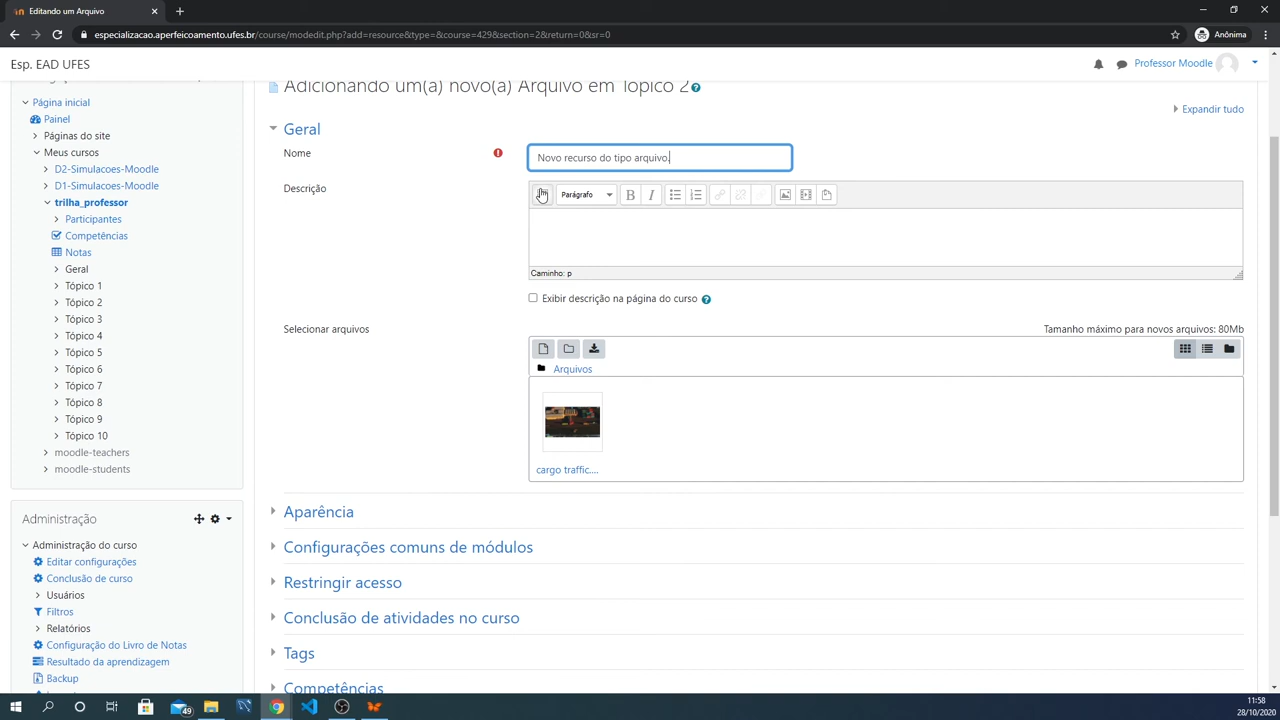 Editando um Arquivo
especializacao.aperfeicoamento.ufes.br/course/modedit.php?add=resource&type=&course=429&section=2&return=0&sr=0
Anônima
Esp. EAD UFES
Professor Moodle
Página inicial
Painel
Páginas do site
Meus cursos
D2-Simulacoes-Moodle
D1-Simulacoes-Moodle
trilha_professor
Participantes
Competências
Notas
Geral
Tópico 1
Tópico 2
Tópico 3
Tópico 4
Tópico 5
Tópico 6
Tópico 7
Tópico 8
Tópico 9
Tópico 10
moodle-teachers
moodle-students
Administração
Administração do curso
Editar configurações
Conclusão de curso
Usuários
Filtros
Relatórios
Configuração do Livro de Notas
Resultado da aprendizagem
Backup
Adicionando um(a) novo(a) Arquivo em Tópico 2
Expandir tudo
Geral
Nome
Novo recurso do tipo arquivo.
Descrição
Parágrafo
B I
Caminho: p
Exibir descrição na página do curso
Selecionar arquivos
Tamanho máximo para novos arquivos: 80Mb
Arquivos
cargo traffic....
Aparência
Configurações comuns de módulos
Restringir acesso
Conclusão de atividades no curso
Tags
Competências
49
11:58
28/10/2020